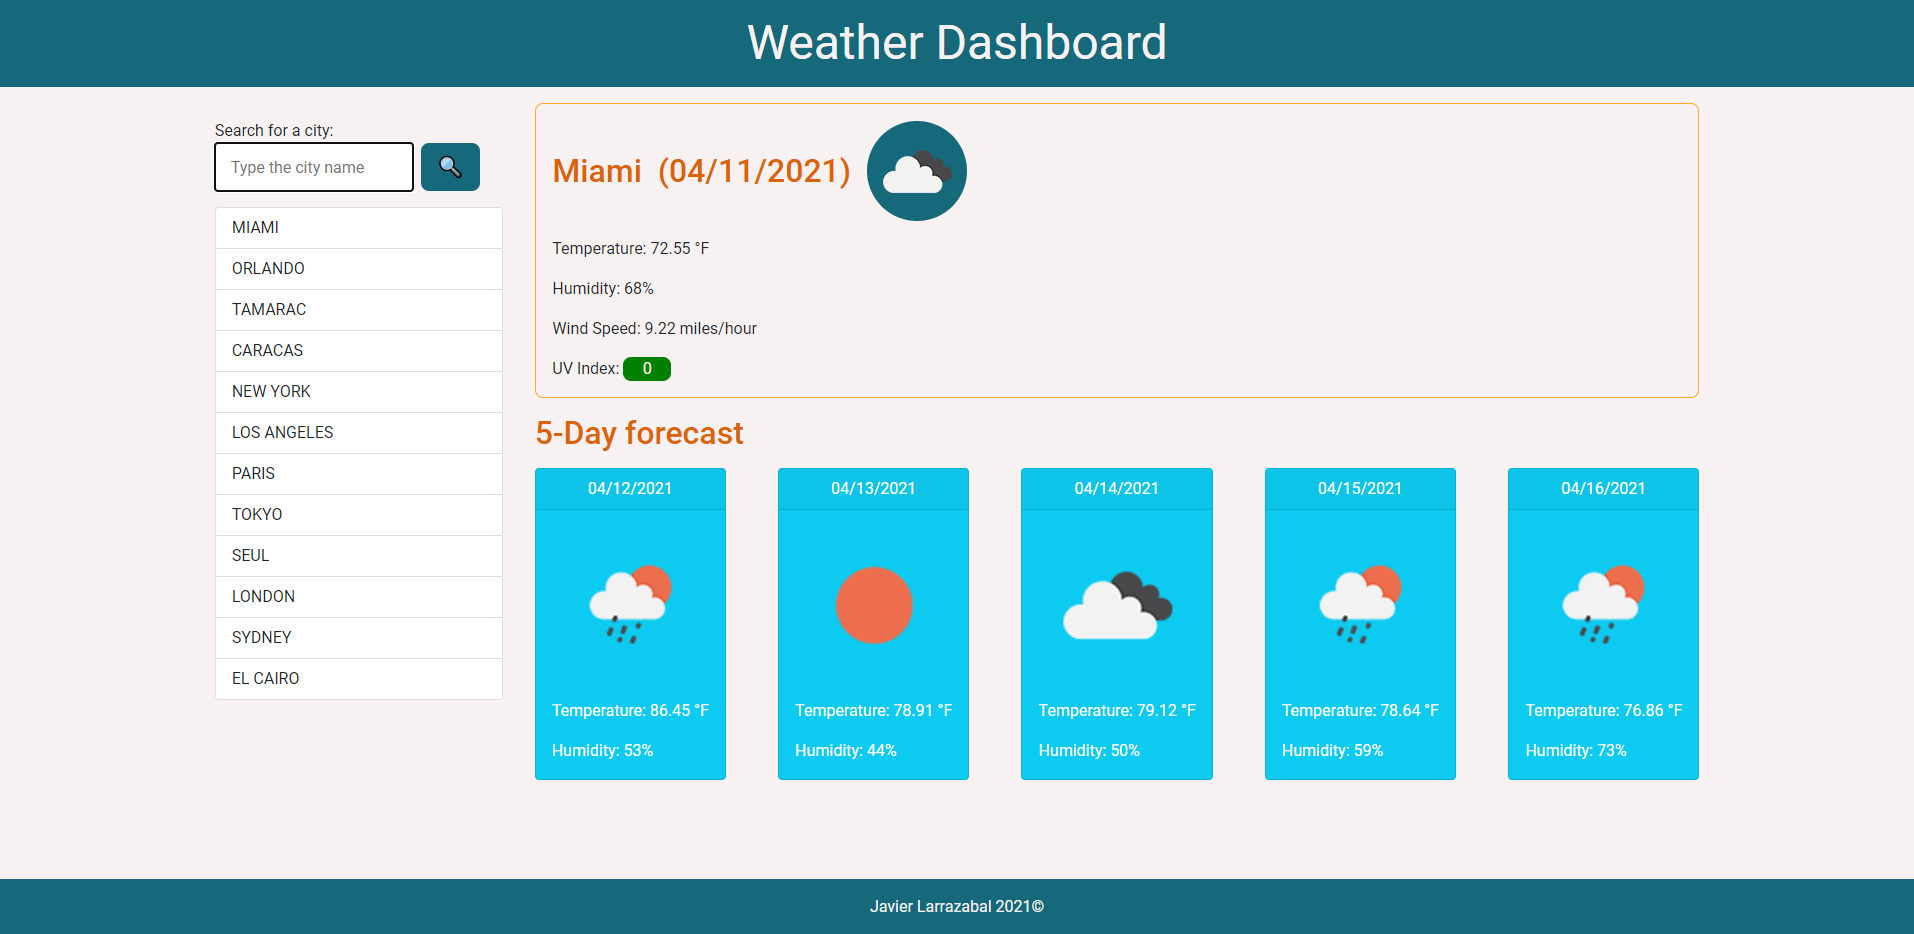 Weather Dashboard
Search for a city:
Type the city name
MIAMI
ORLANDO
TAMARAC
CARACAS
NEW YORK
LOS ANGELES
PARIS
TOKYO
SEUL
LONDON
SYDNEY
EL CAIRO
Miami (04/11/2021)
Temperature: 72.55 °F
Humidity: 68%
Wind Speed: 9.22 miles/hour
UV Index: 0
5-Day forecast
04/12/2021
Temperature: 86.45 °F
Humidity: 53%
04/13/2021
Temperature: 78.91 °F
Humidity: 44%
04/14/2021
Temperature: 79.12 °F
Humidity: 50%
04/15/2021
Temperature: 78.64 °F
Humidity: 59%
04/16/2021
Temperature: 76.86 °F
Humidity: 73%
Javier Larrazabal 2021©